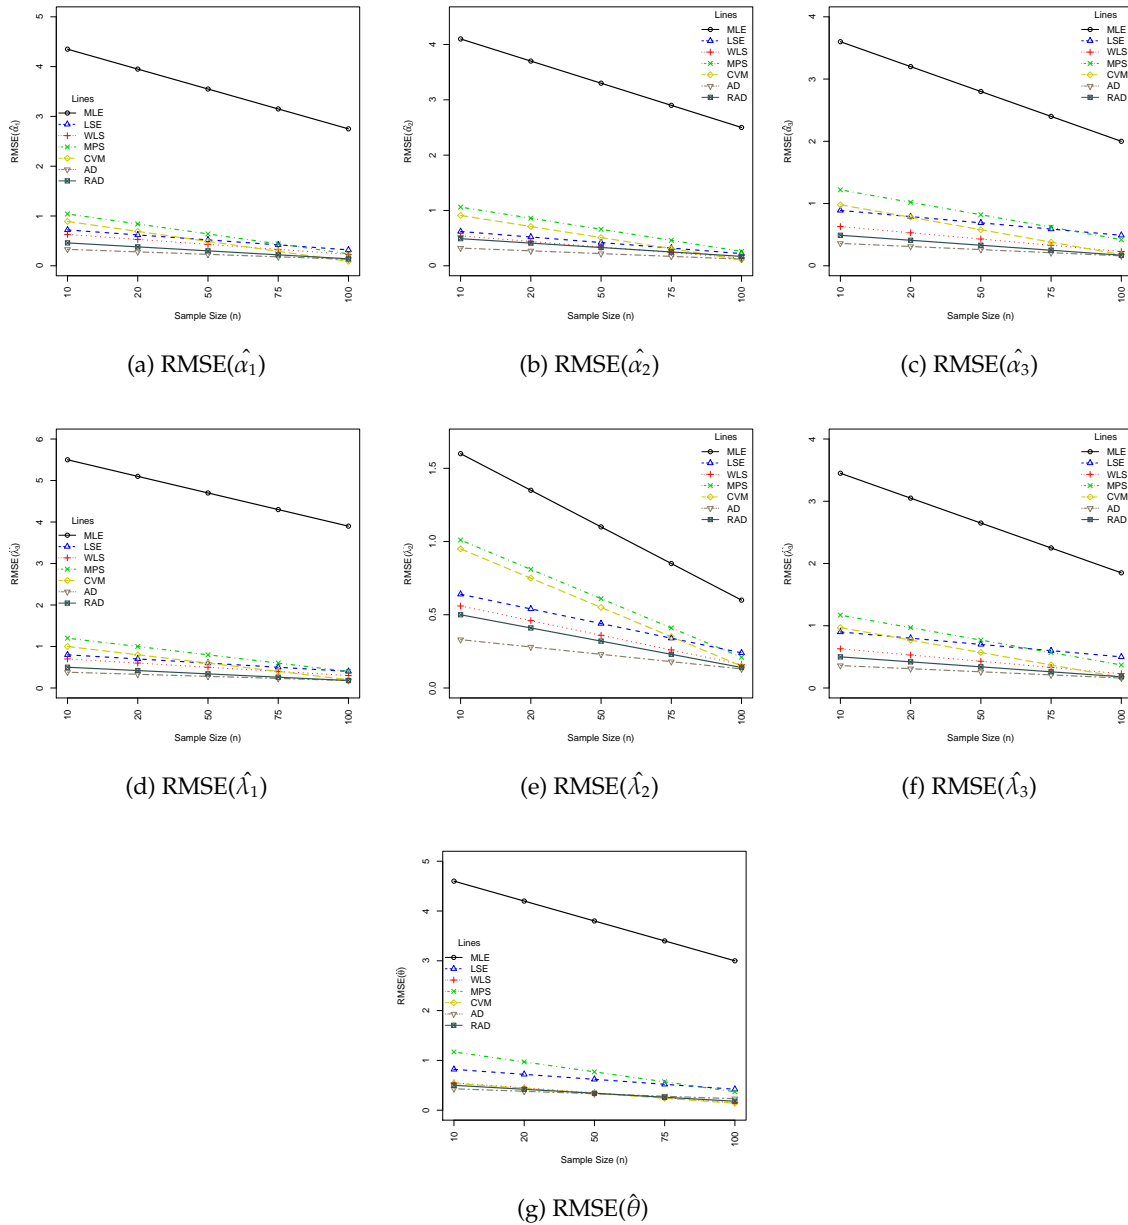 RMSE(α̂1)
0 1 2 3 4 5
Lines
MLE
LSE
WLS
MPS
CVM
AD
RAD
10 20 50 75 100
Sample Size (n)
(a) RMSE(α̂1)
RMSE(α̂2)
0 1 2 3 4
Lines
MLE
LSE
WLS
MPS
CVM
AD
RAD
10 20 50 75 100
Sample Size (n)
(b) RMSE(α̂2)
RMSE(α̂3)
0 1 2 3 4
Lines
MLE
LSE
WLS
MPS
CVM
AD
RAD
10 20 50 75 100
Sample Size (n)
(c) RMSE(α̂3)
0 1 2 3 4 5 6
Lines
MLE
LSE
WLS
MPS
CVM
AD
RAD
10 20 50 75 100
Sample Size (n)
(d) RMSE(λ̂1)
RMSE(λ̂2)
0.0 0.5 1.0 1.5
Lines
MLE
LSE
WLS
MPS
CVM
AD
RAD
10 20 50 75 100
Sample Size (n)
(e) RMSE(λ̂2)
RMSE(λ̂3)
0 1 2 3 4
Lines
MLE
LSE
WLS
MPS
CVM
AD
RAD
10 20 50 75 100
Sample Size (n)
(f) RMSE(λ̂3)
RMSE(θ̂)
0 1 2 3 4 5
Lines
MLE
LSE
WLS
MPS
CVM
AD
RAD
10 20 50 75 100
Sample Size (n)
(g) RMSE(θ̂)